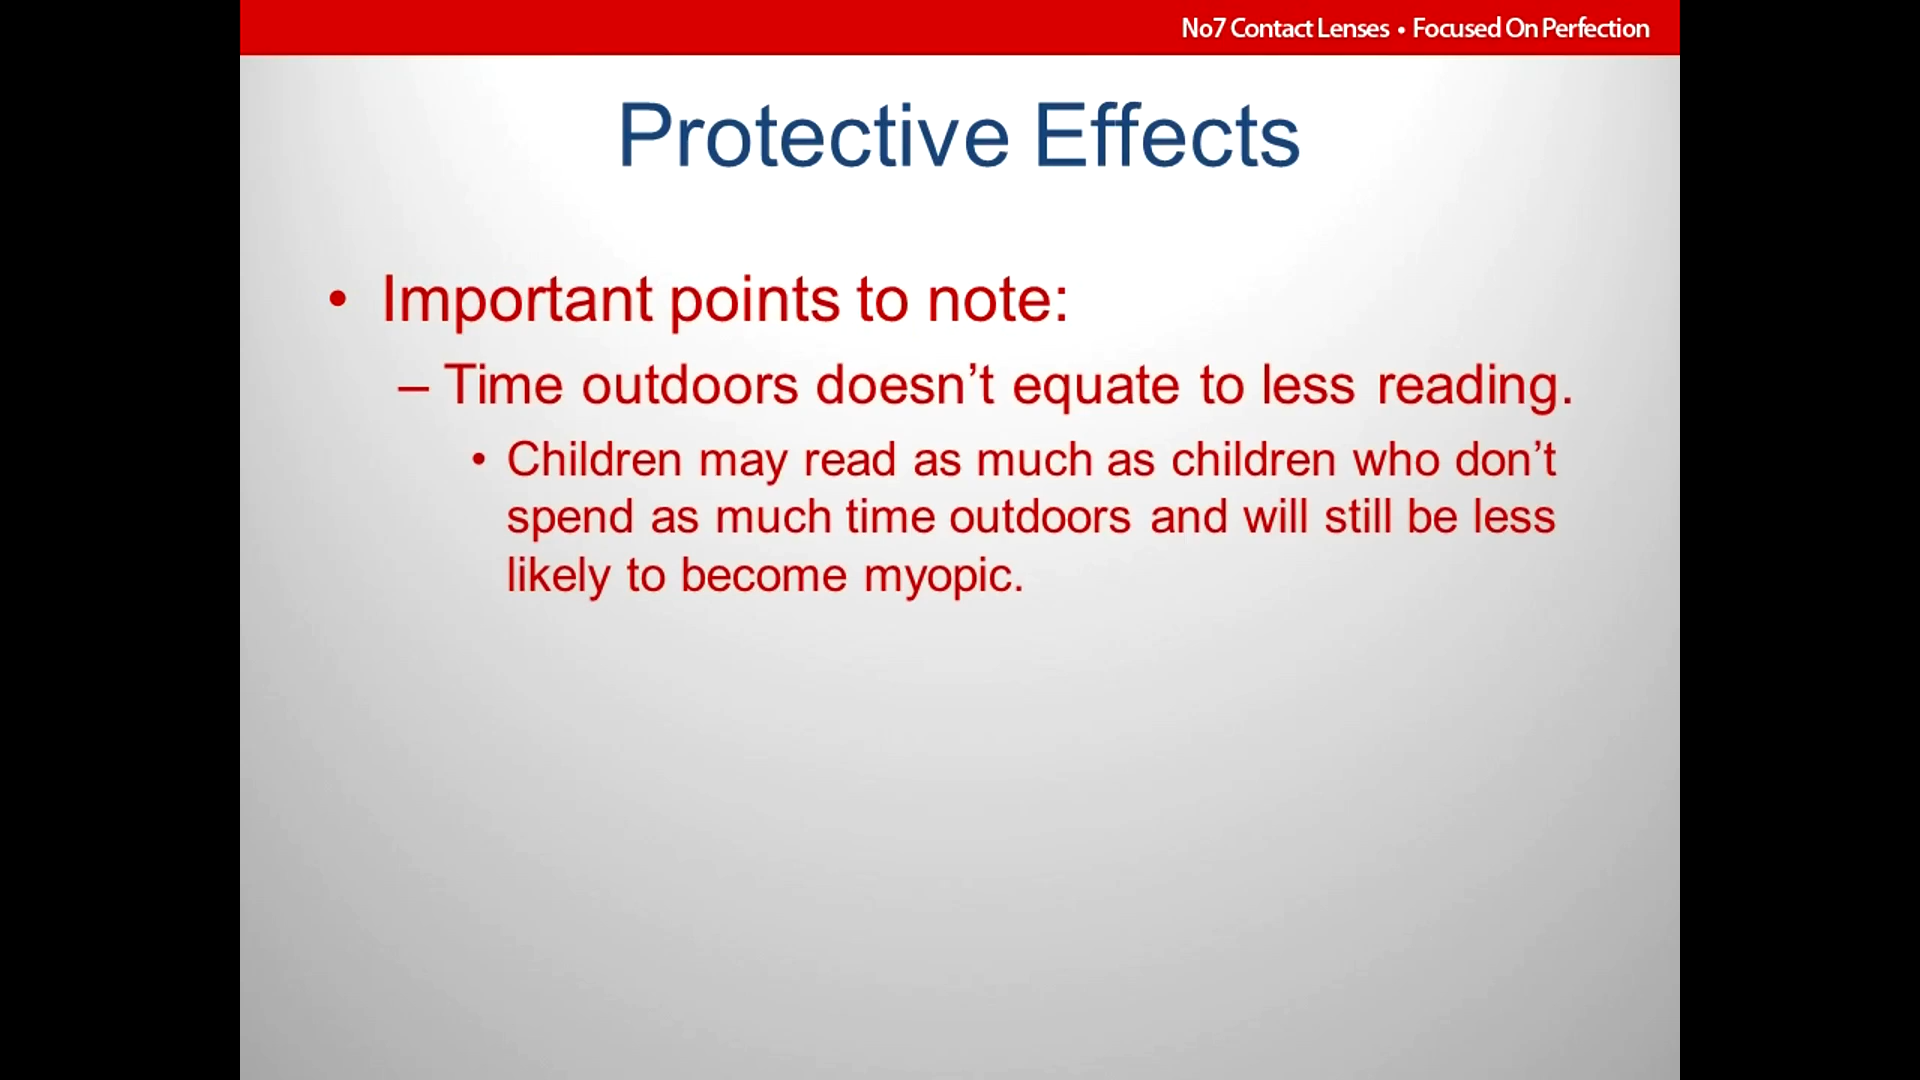 No7 Contact Lenses • Focused On Perfection
Protective Effects
• Important points to note:
– Time outdoors doesn’t equate to less reading.
• Children may read as much as children who don’t
spend as much time outdoors and will still be less
likely to become myopic.